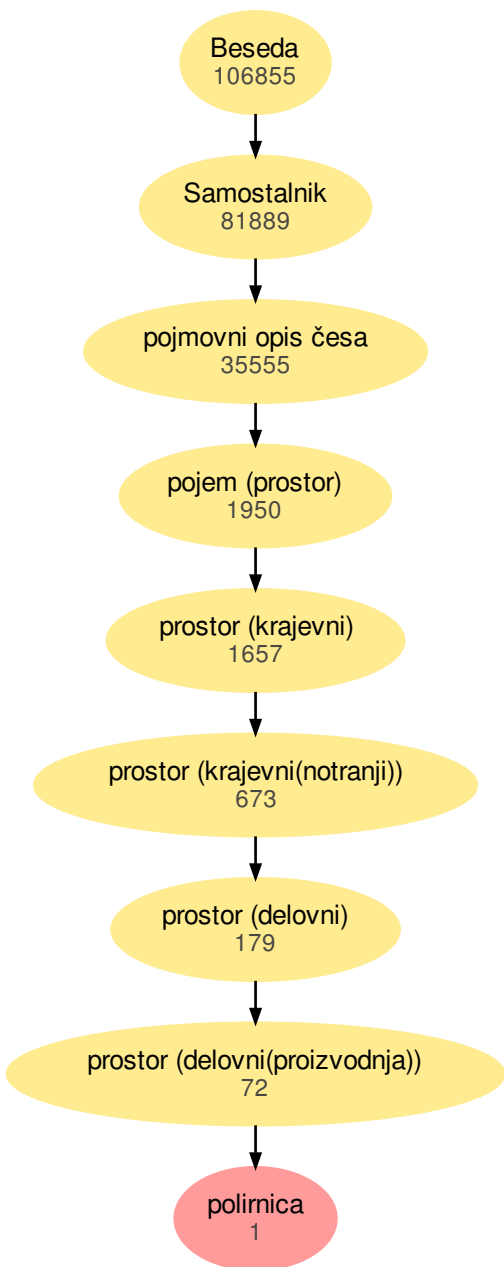 Beseda
106855
Samostalnik
81889
pojmovni opis česa
35555
pojem (prostor)
1950
prostor (krajevni)
1657
prostor (krajevni(notranji))
673
prostor (delovni)
179
prostor (delovni(proizvodnja))
72
polirnica
1